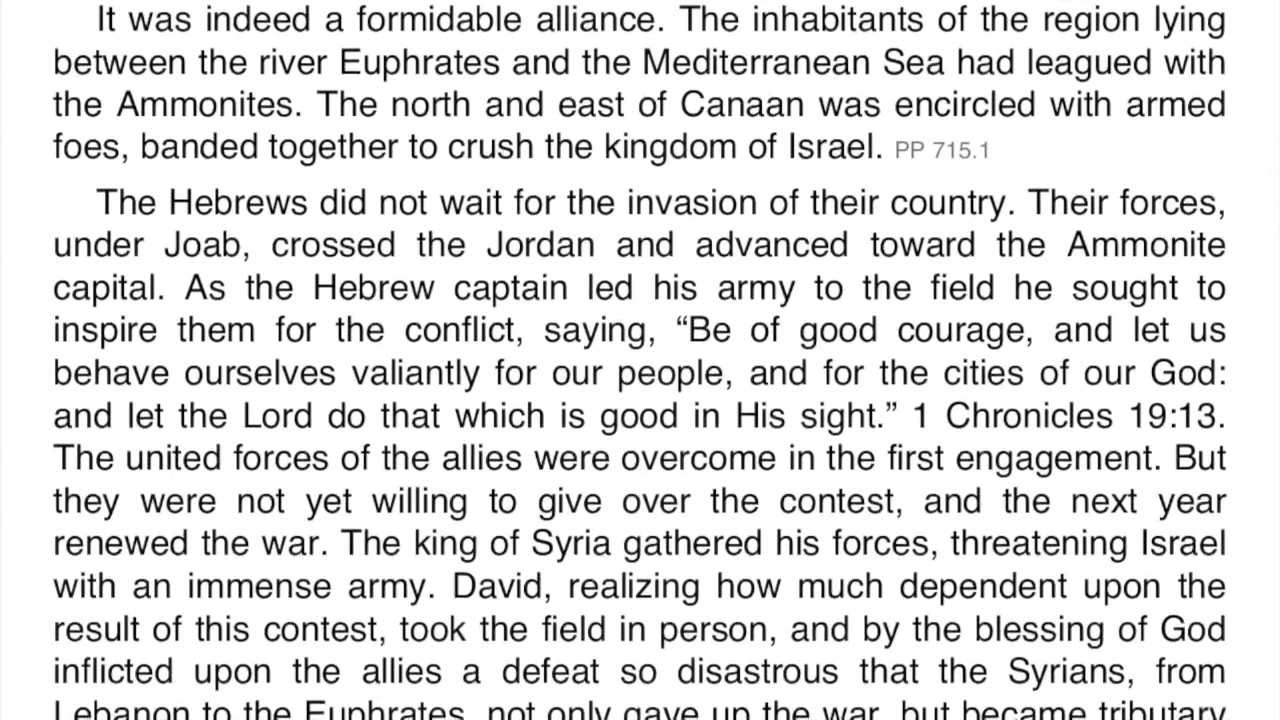 It was indeed a formidable alliance. The inhabitants of the region lying
between the river Euphrates and the Mediterranean Sea had leagued with
the Ammonites. The north and east of Canaan was encircled with armed
foes, banded together to crush the kingdom of Israel. PP 715.1
The Hebrews did not wait for the invasion of their country. Their forces,
under Joab, crossed the Jordan and advanced toward the Ammonite
capital. As the Hebrew captain led his army to the field he sought to
inspire them for the conflict, saying, “Be of good courage, and let us
behave ourselves valiantly for our people, and for the cities of our God:
and let the Lord do that which is good in His sight.” 1 Chronicles 19:13.
The united forces of the allies were overcome in the first engagement. But
they were not yet willing to give over the contest, and the next year
renewed the war. The king of Syria gathered his forces, threatening Israel
with an immense army. David, realizing how much dependent upon the
result of this contest, took the field in person, and by the blessing of God
inflicted upon the allies a defeat so disastrous that the Syrians, from
Lebanon to the Euphrates, not only gave up the war, but became tributary